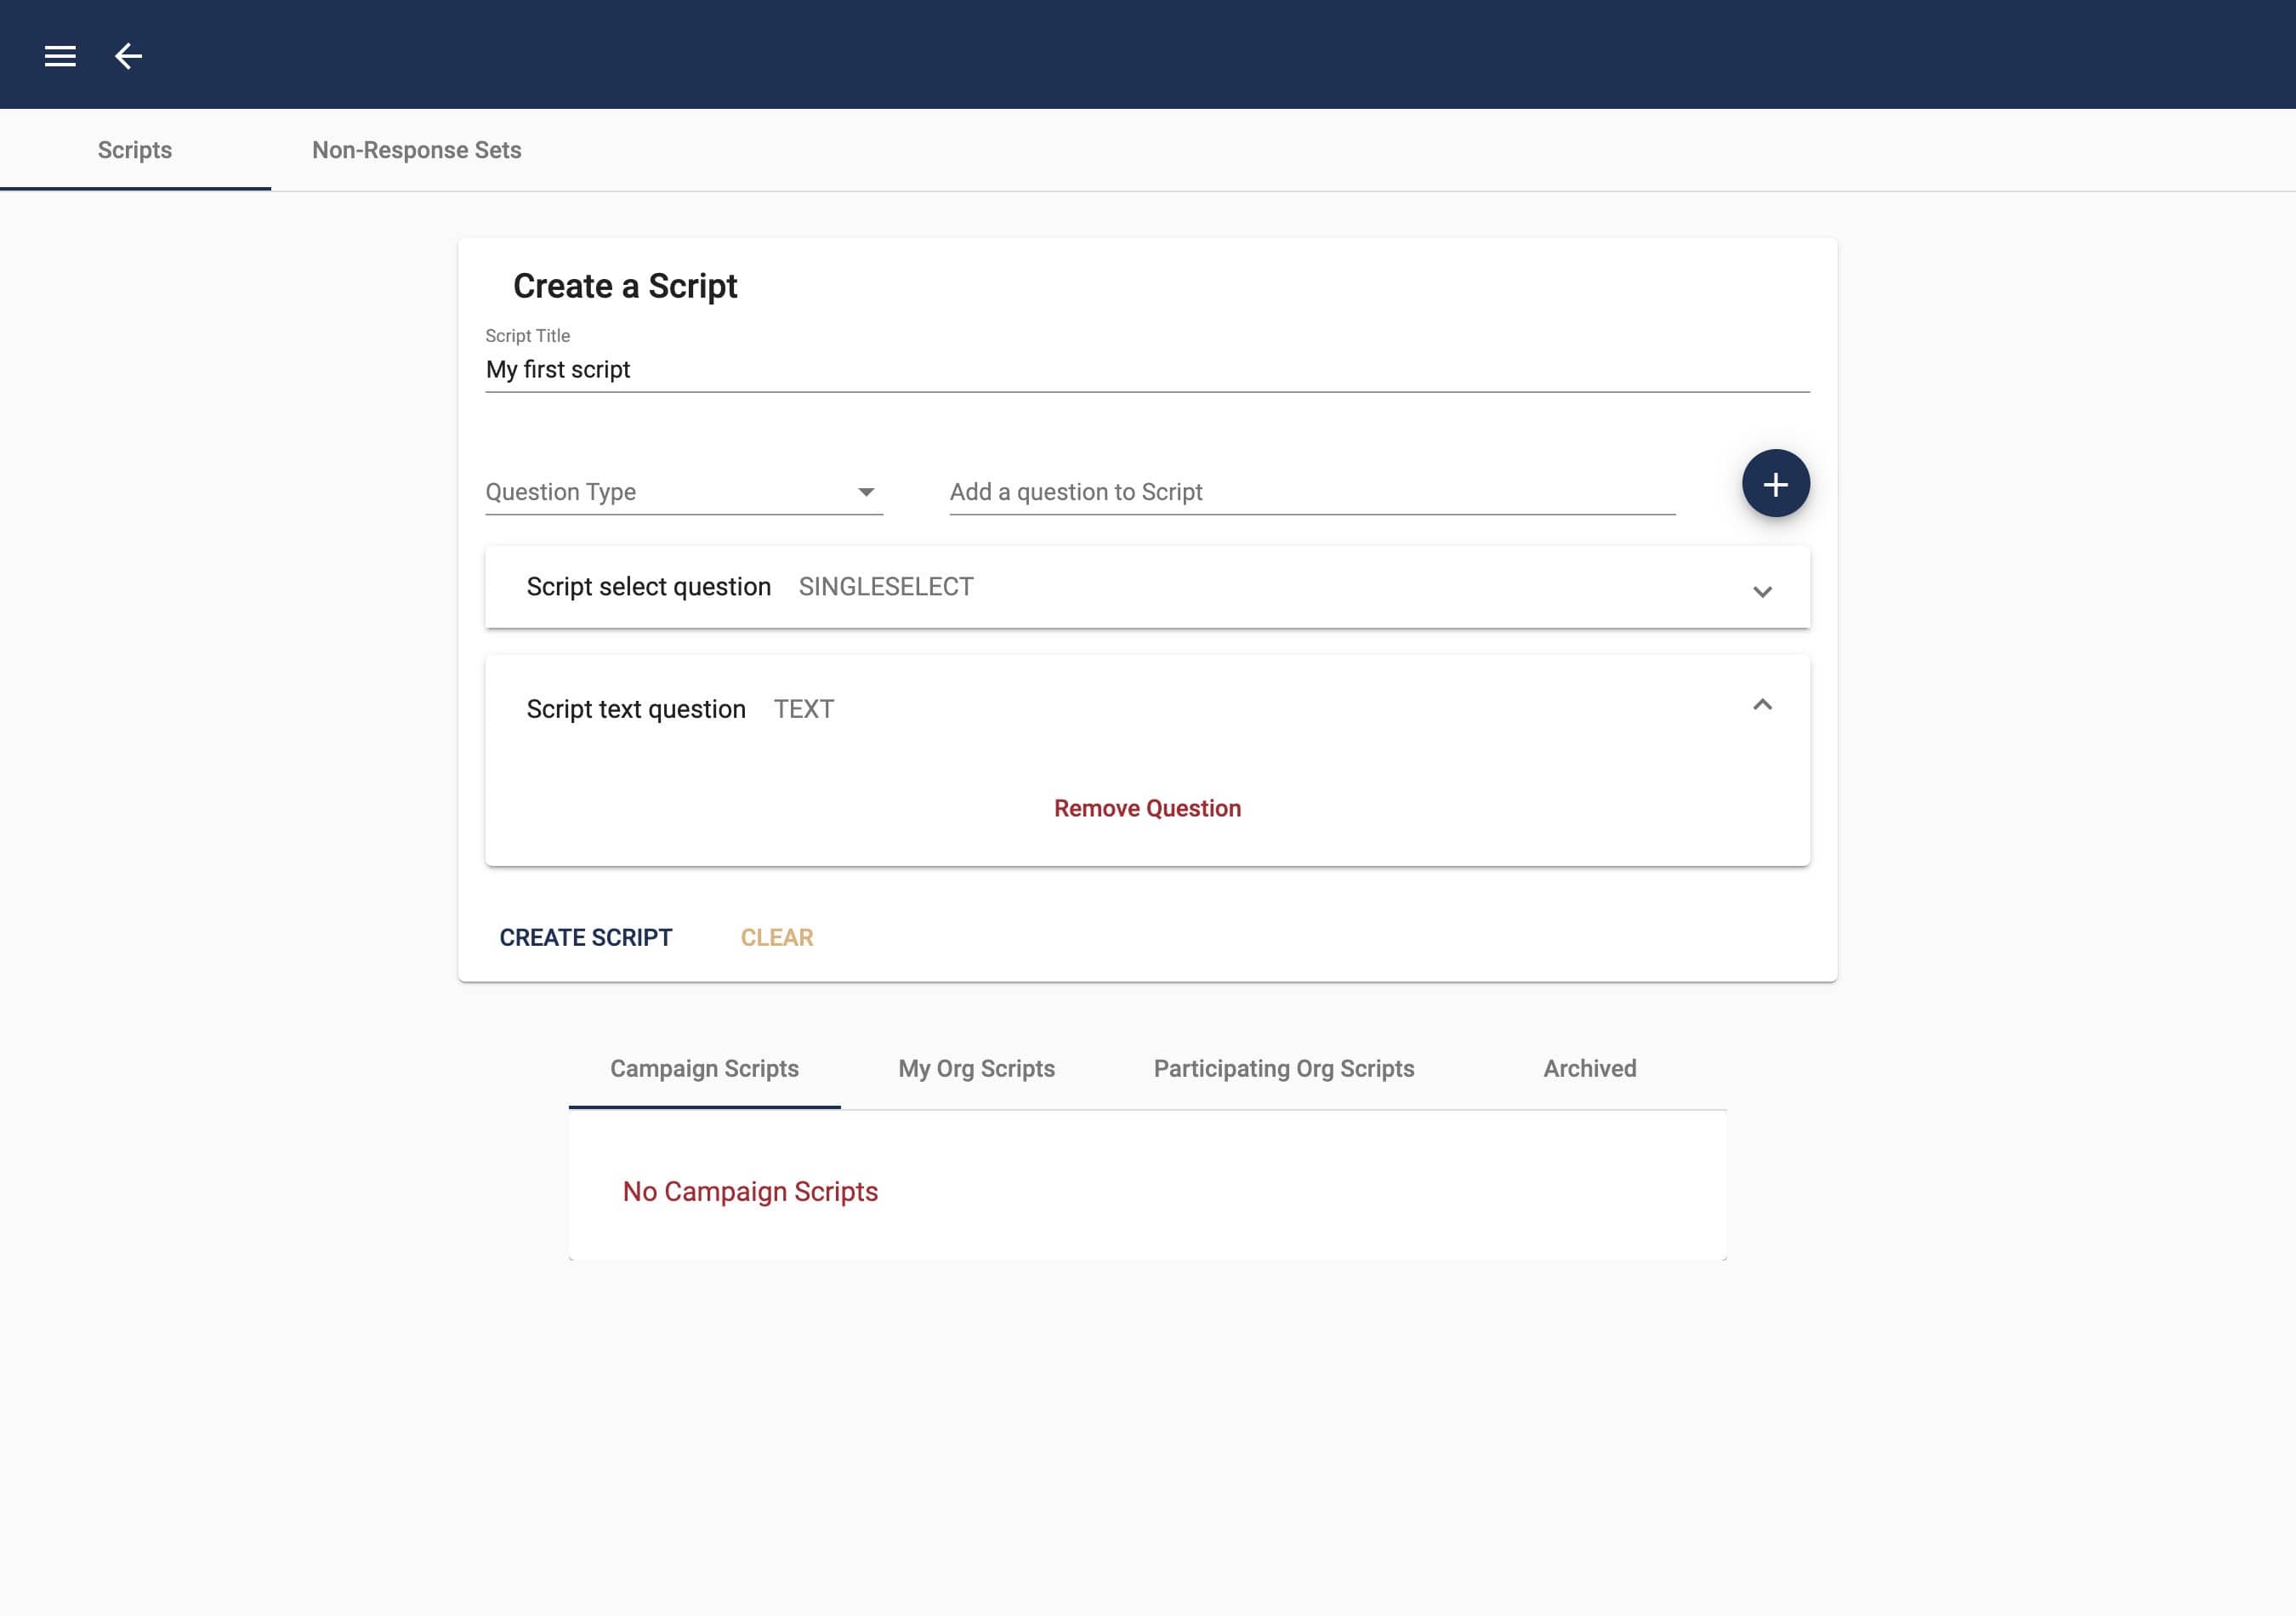 Scripts Non-Response Sets
Create a Script
Script Title
My first script
Question Type Add a question to Script
Script select question SINGLESELECT
Script text question TEXT
Remove Question
CREATE SCRIPT CLEAR
Campaign Scripts My Org Scripts Participating Org Scripts Archived
No Campaign Scripts